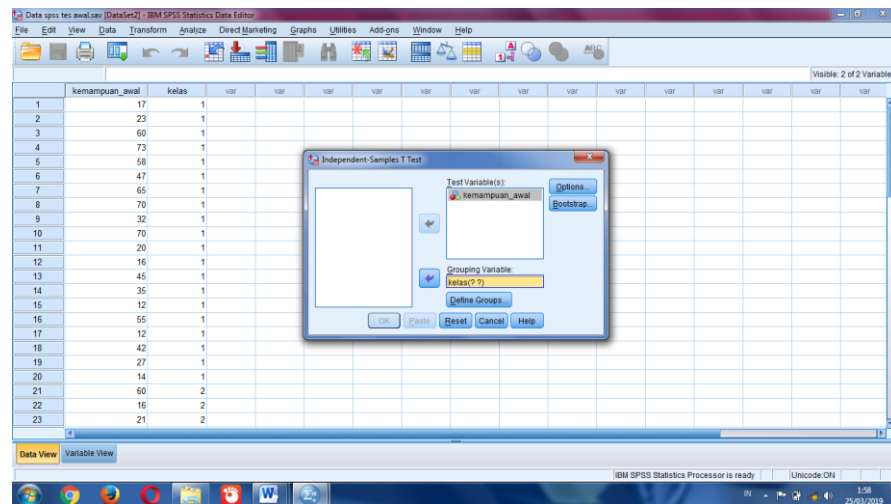 Data spss tes awal.sav [DataSet2] - IBM SPSS Statistics Data Editor
File Edit View Data Transform Analyze Direct Marketing Graphs Utilities Add-ons Window Help
Visible: 2 of 2 Variable
kemampuan_awal kelas var var var var var var var var var var var var
1 17 1
2 23 1
3 60 1
4 73 1
5 58 1
6 47 1
7 65 1
8 70 1
9 32 1
10 70 1
11 20 1
12 16 1
13 45 1
14 35 1
15 12 1
16 55 1
17 12 1
18 42 1
19 27 1
20 14 1
21 60 2
22 16 2
23 21 2
Independent-Samples T Test
Test Variable(s):
kemampuan_awal
Options...
Bootstrap...
Grouping Variable:
kelas(? ?)
Define Groups...
OK Paste Reset Cancel Help
Data View Variable View
IBM SPSS Statistics Processor is ready Unicode:ON
IN 1:58
25/03/2019